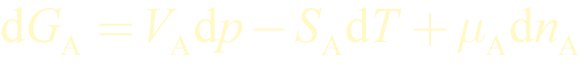 dG_A = V_A dp − S_A dT + μ_A dn_A